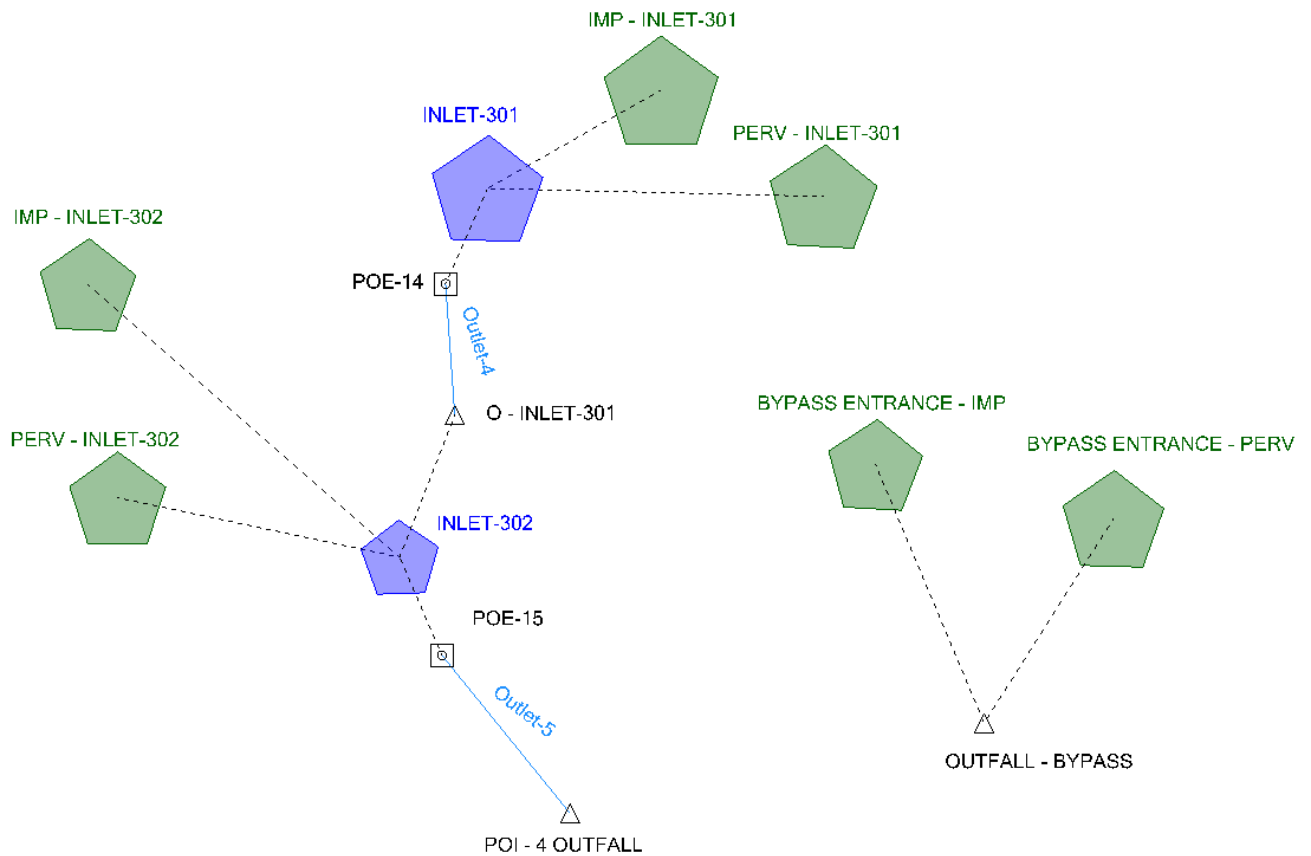 IMP - INLET-301
INLET-301
PERV - INLET-301
IMP - INLET-302
POE-14
Outlet-4
O - INLET-301
BYPASS ENTRANCE - IMP
PERV - INLET-302
BYPASS ENTRANCE - PERV
INLET-302
POE-15
Outlet-5
OUTFALL - BYPASS
POI - 4 OUTFALL